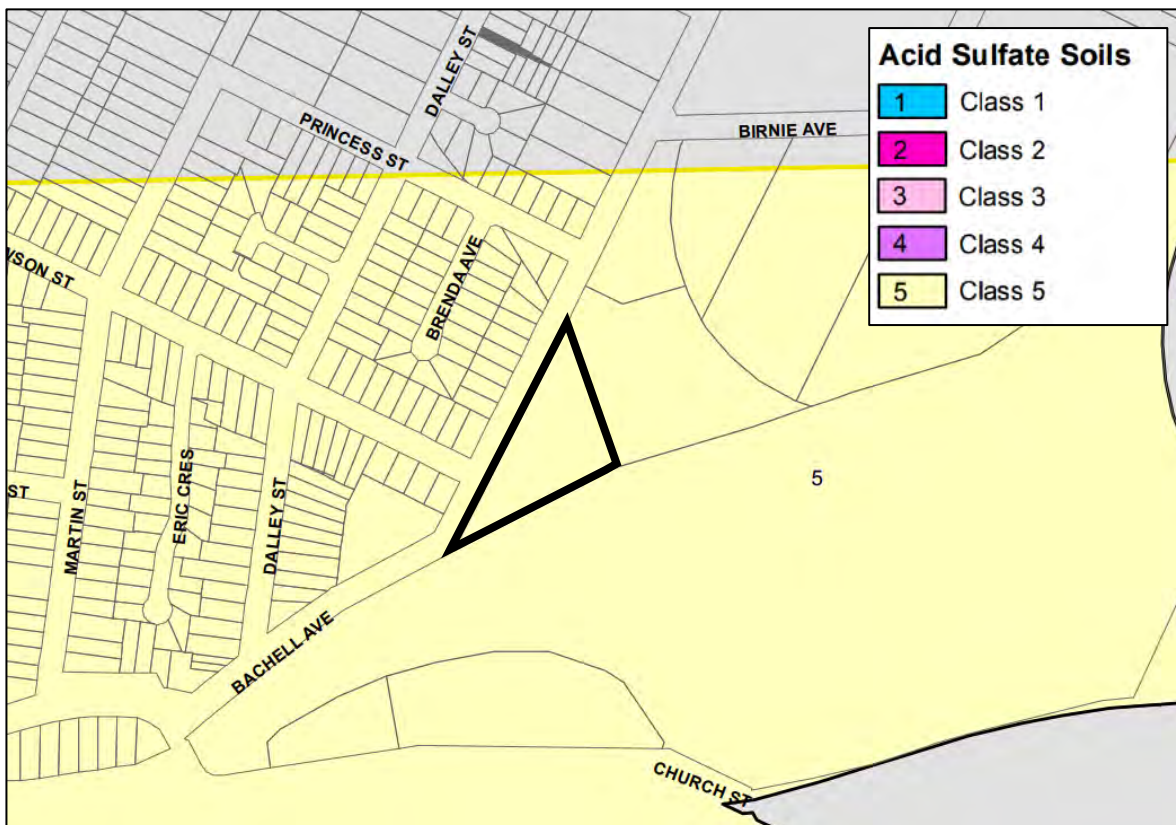 Acid Sulfate Soils
1 Class 1
2 Class 2
3 Class 3
4 Class 4
5 Class 5
DALLEY ST
PRINCESS ST
BIRNIE AVE
WSON ST
BRENDA AVE
ST
MARTIN ST
ERIC CRES
DALLEY ST
5
BACHELL AVE
CHURCH ST